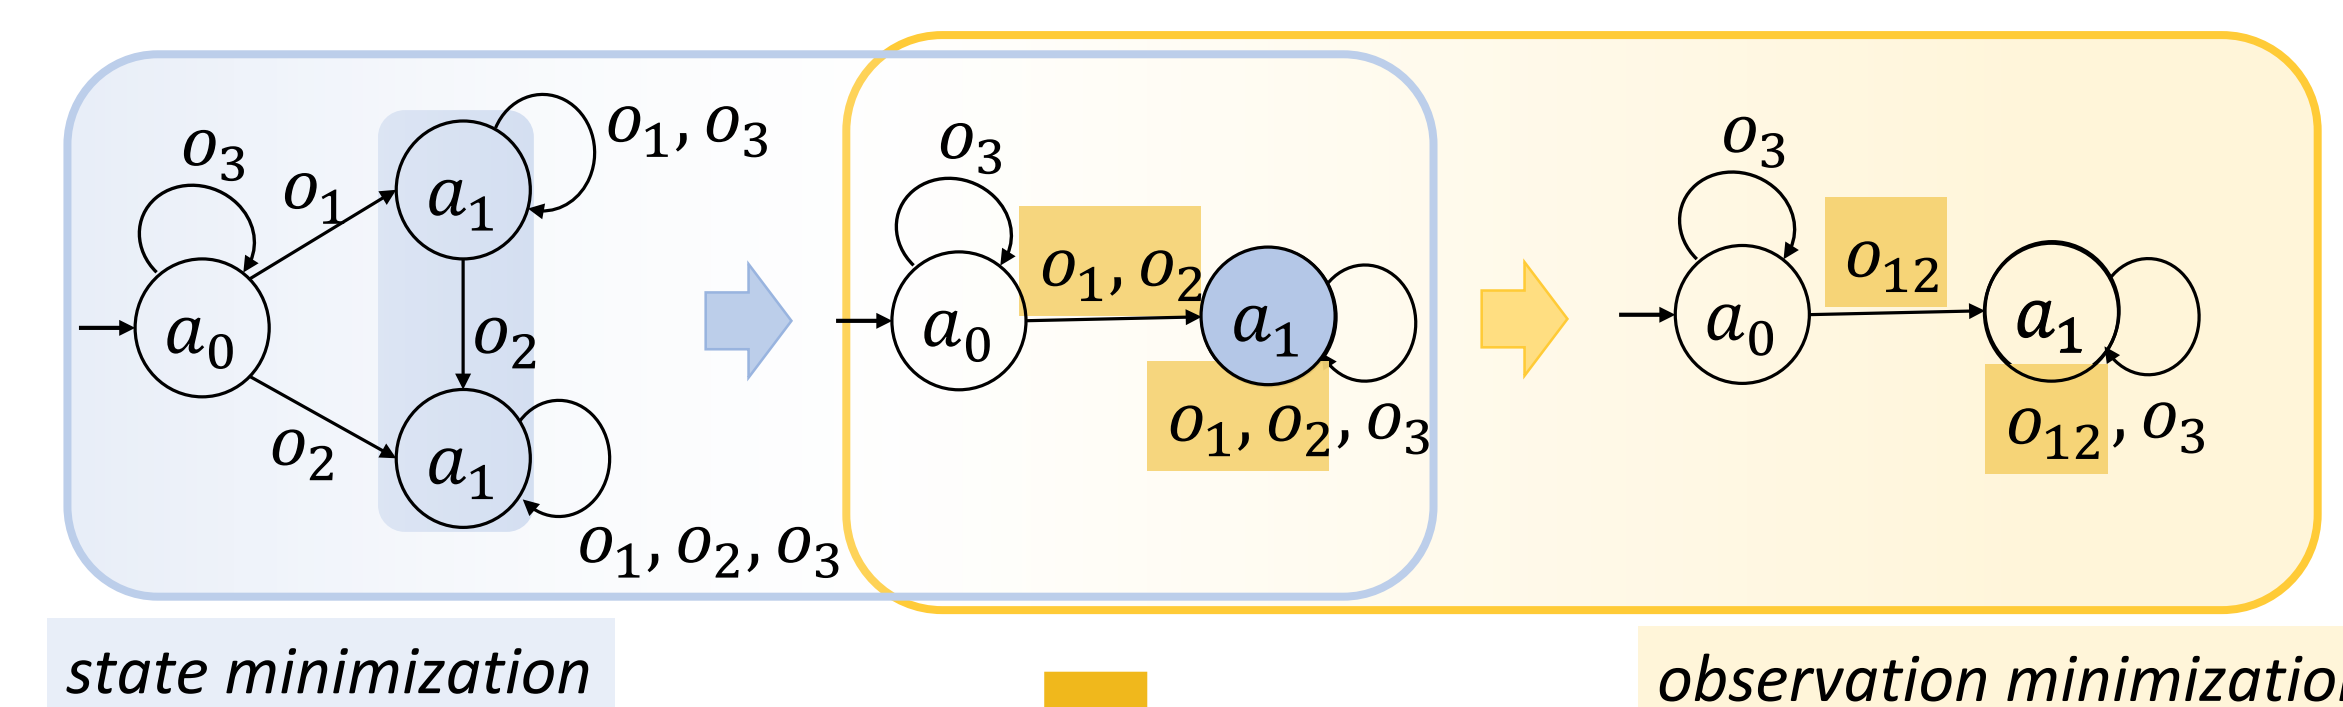 o₃
o₁
a₁
o₁, o₃
a₀
o₂
o₂
a₁
o₁, o₂, o₃
o₃
o₁, o₂
a₀
a₁
o₁, o₂, o₃
o₃
o₁₂
a₀
a₁
o₁₂, o₃
state minimization
observation minimization